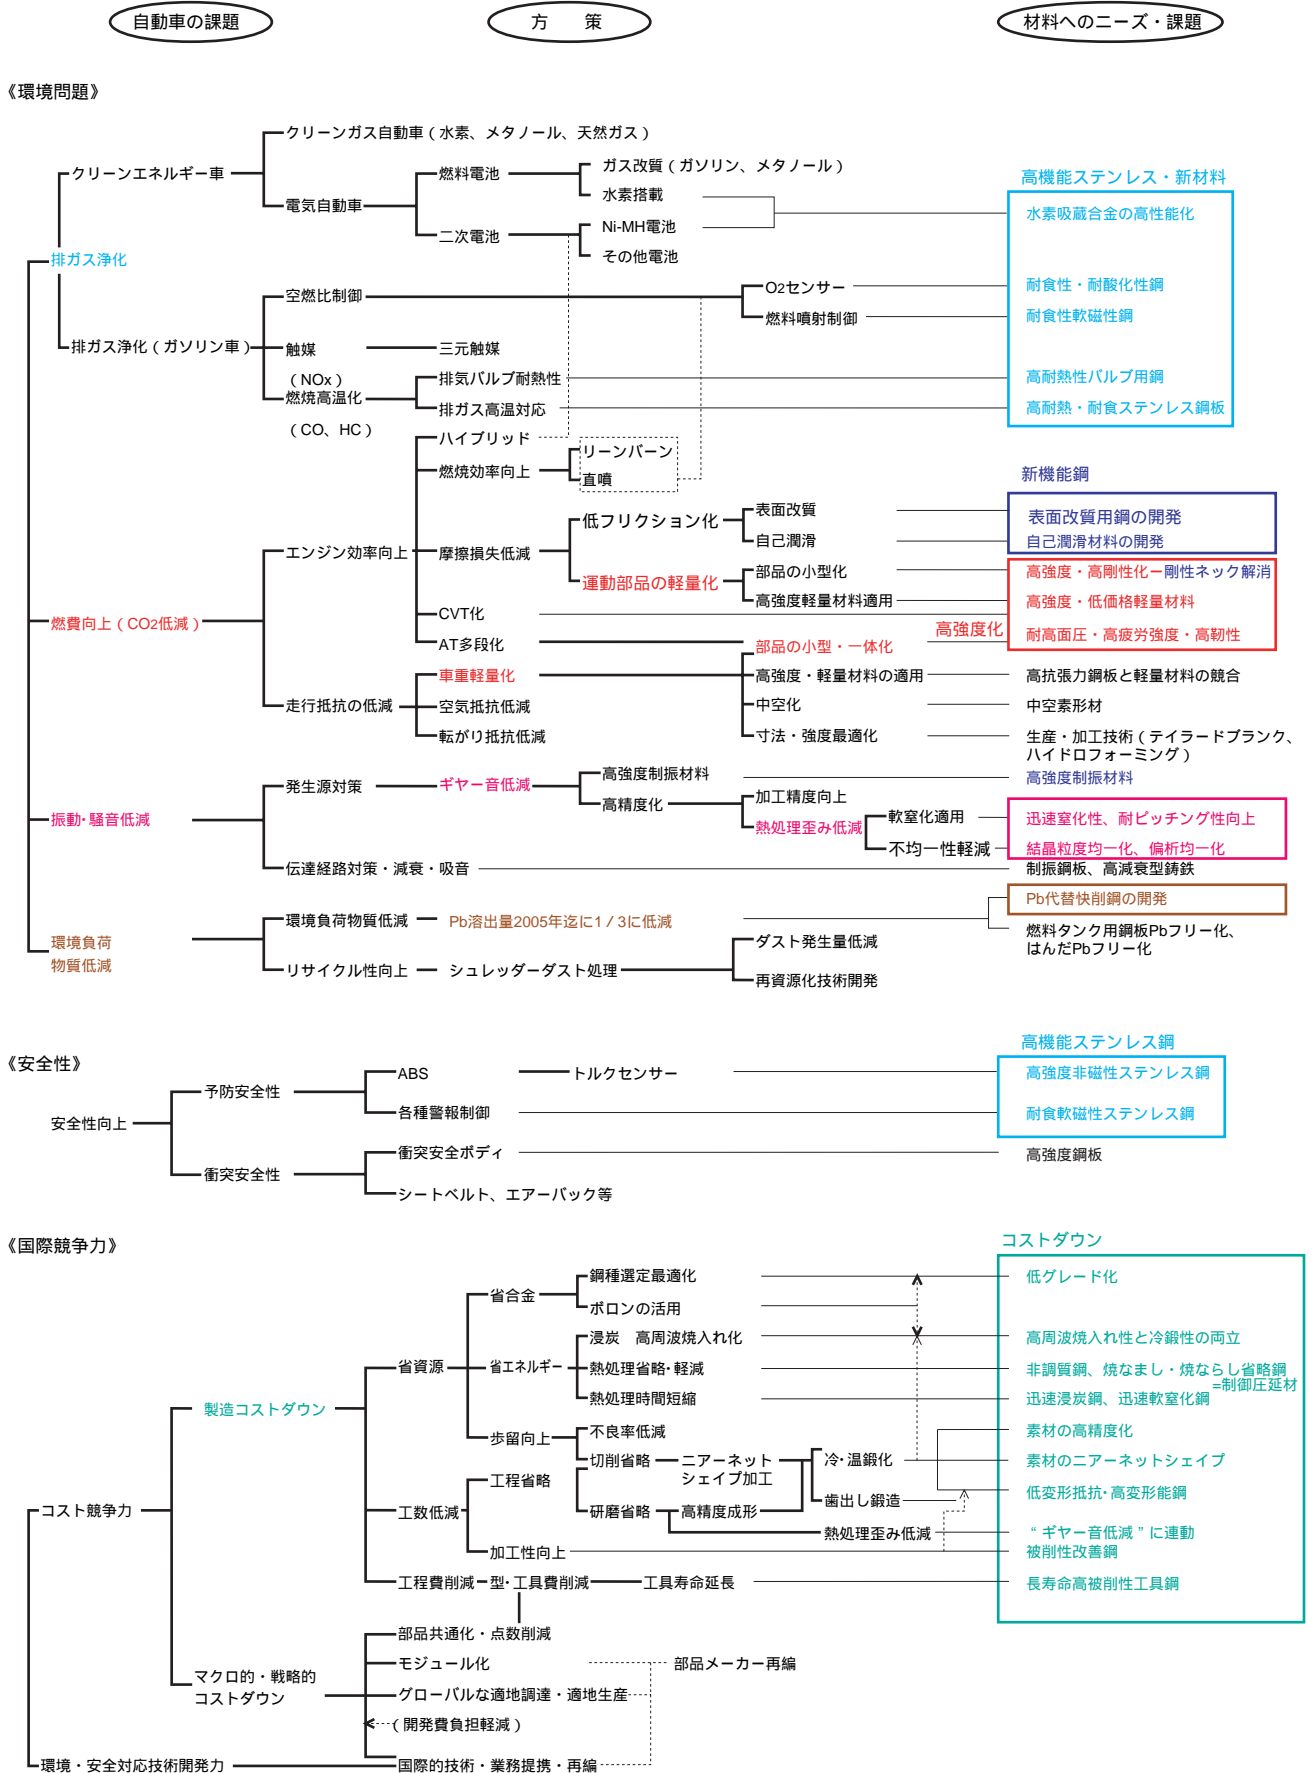 自動車の課題
方　策
材料へのニーズ・課題
《環境問題》
クリーンガス自動車（水素、メタノール、天然ガス）
クリーンエネルギー車
燃料電池
ガス改質（ガソリン、メタノール）
高機能ステンレス・新材料
水素搭載
電気自動車
水素吸蔵合金の高性能化
Ni-MH電池
二次電池
その他電池
排ガス浄化
O2センサー
耐食性・耐酸化性鋼
空燃比制御
燃料噴射制御
耐食性軟磁性鋼
排ガス浄化（ガソリン車）
触媒
三元触媒
（NOx）
排気バルブ耐熱性
高耐熱性バルブ用鋼
燃焼高温化
排ガス高温対応
高耐熱・耐食ステンレス鋼板
（CO、HC）
ハイブリッド
リーンバーン
燃焼効率向上
直噴
新機能鋼
表面改質
表面改質用鋼の開発
低フリクション化
自己潤滑
自己潤滑材料の開発
エンジン効率向上
摩擦損失低減
部品の小型化
高強度・高剛性化ー剛性ネック解消
運動部品の軽量化
高強度軽量材料適用
高強度・低価格軽量材料
CVT化
燃費向上（CO2低減）
高強度化
耐高面圧・高疲労強度・高靭性
AT多段化
部品の小型・一体化
車重軽量化
高強度・軽量材料の適用
高抗張力鋼板と軽量材料の競合
走行抵抗の低減
空気抵抗低減
中空化
中空素形材
転がり抵抗低減
寸法・強度最適化
生産・加工技術（テイラードブランク、
ハイドロフォーミング）
高強度制振材料
高強度制振材料
発生源対策
ギヤー音低減
高精度化
加工精度向上
振動・騒音低減
熱処理歪み低減
軟窒化適用
迅速窒化性、耐ピッチング性向上
不均一性軽減
結晶粒度均一化、偏析均一化
伝達経路対策・減衰・吸音
制振鋼板、高減衰型鋳鉄
Pb代替快削鋼の開発
環境負荷物質低減
Pb溶出量2005年迄に1/3に低減
燃料タンク用鋼板Pbフリー化、
はんだPbフリー化
環境負荷
物質低減
ダスト発生量低減
リサイクル性向上
シュレッダーダスト処理
再資源化技術開発
高機能ステンレス鋼
《安全性》
ABS
トルクセンサー
高強度非磁性ステンレス鋼
予防安全性
各種警報制御
耐食軟磁性ステンレス鋼
安全性向上
衝突安全ボディ
高強度鋼板
衝突安全性
シートベルト、エアーバック等
コストダウン
《国際競争力》
鋼種選定最適化
低グレード化
省合金
ボロンの活用
浸炭　高周波焼入れ化
高周波焼入れ性と冷鍛性の両立
省資源
省エネルギー
熱処理省略・軽減
非調質鋼、焼なまし・焼ならし省略鋼
=制御圧延材
熱処理時間短縮
迅速浸炭鋼、迅速軟窒化鋼
製造コストダウン
不良率低減
素材の高精度化
歩留向上
切削省略
ニアーネット
シェイプ加工
冷・温鍛化
素材のニアーネットシェイプ
工程省略
歯出し鍛造
低変形抵抗・高変形能鋼
コスト競争力
工数低減
研磨省略
高精度成形
熱処理歪み低減
“ギヤー音低減”に連動
加工性向上
被削性改善鋼
工程費削減
型・工具費削減
工具寿命延長
長寿命高被削性工具鋼
部品共通化・点数削減
モジュール化
部品メーカー再編
マクロ的・戦略的
コストダウン
グローバルな適地調達・適地生産
（開発費負担軽減）
環境・安全対応技術開発力
国際的技術・業務提携・再編